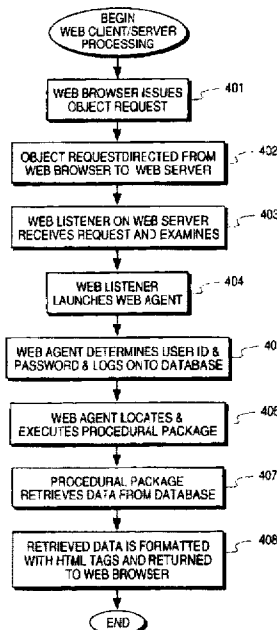 BEGIN
WEB CLIENT/SERVER
PROCESSING
WEB BROWSER ISSUES
OBJECT REQUEST
401
OBJECT REQUESTDIRECTED FROM
WEB BROWSER TO WEB SERVER
402
WEB LISTENER ON WEB SERVER
RECEIVES REQUEST AND EXAMINES
403
WEB LISTENER
LAUNCHES WEB AGENT
404
WEB AGENT DETERMINES USER ID &
PASSWORD & LOGS ONTO DATABASE
40
WEB AGENT LOCATES &
EXECUTES PROCEDURAL PACKAGE
406
PROCEDURAL PACKAGE
RETRIEVES DATA FROM DATABASE
407
RETRIEVED DATA IS FORMATTED
WITH HTML TAGS AND RETURNED
TO WEB BROWSER
408
END